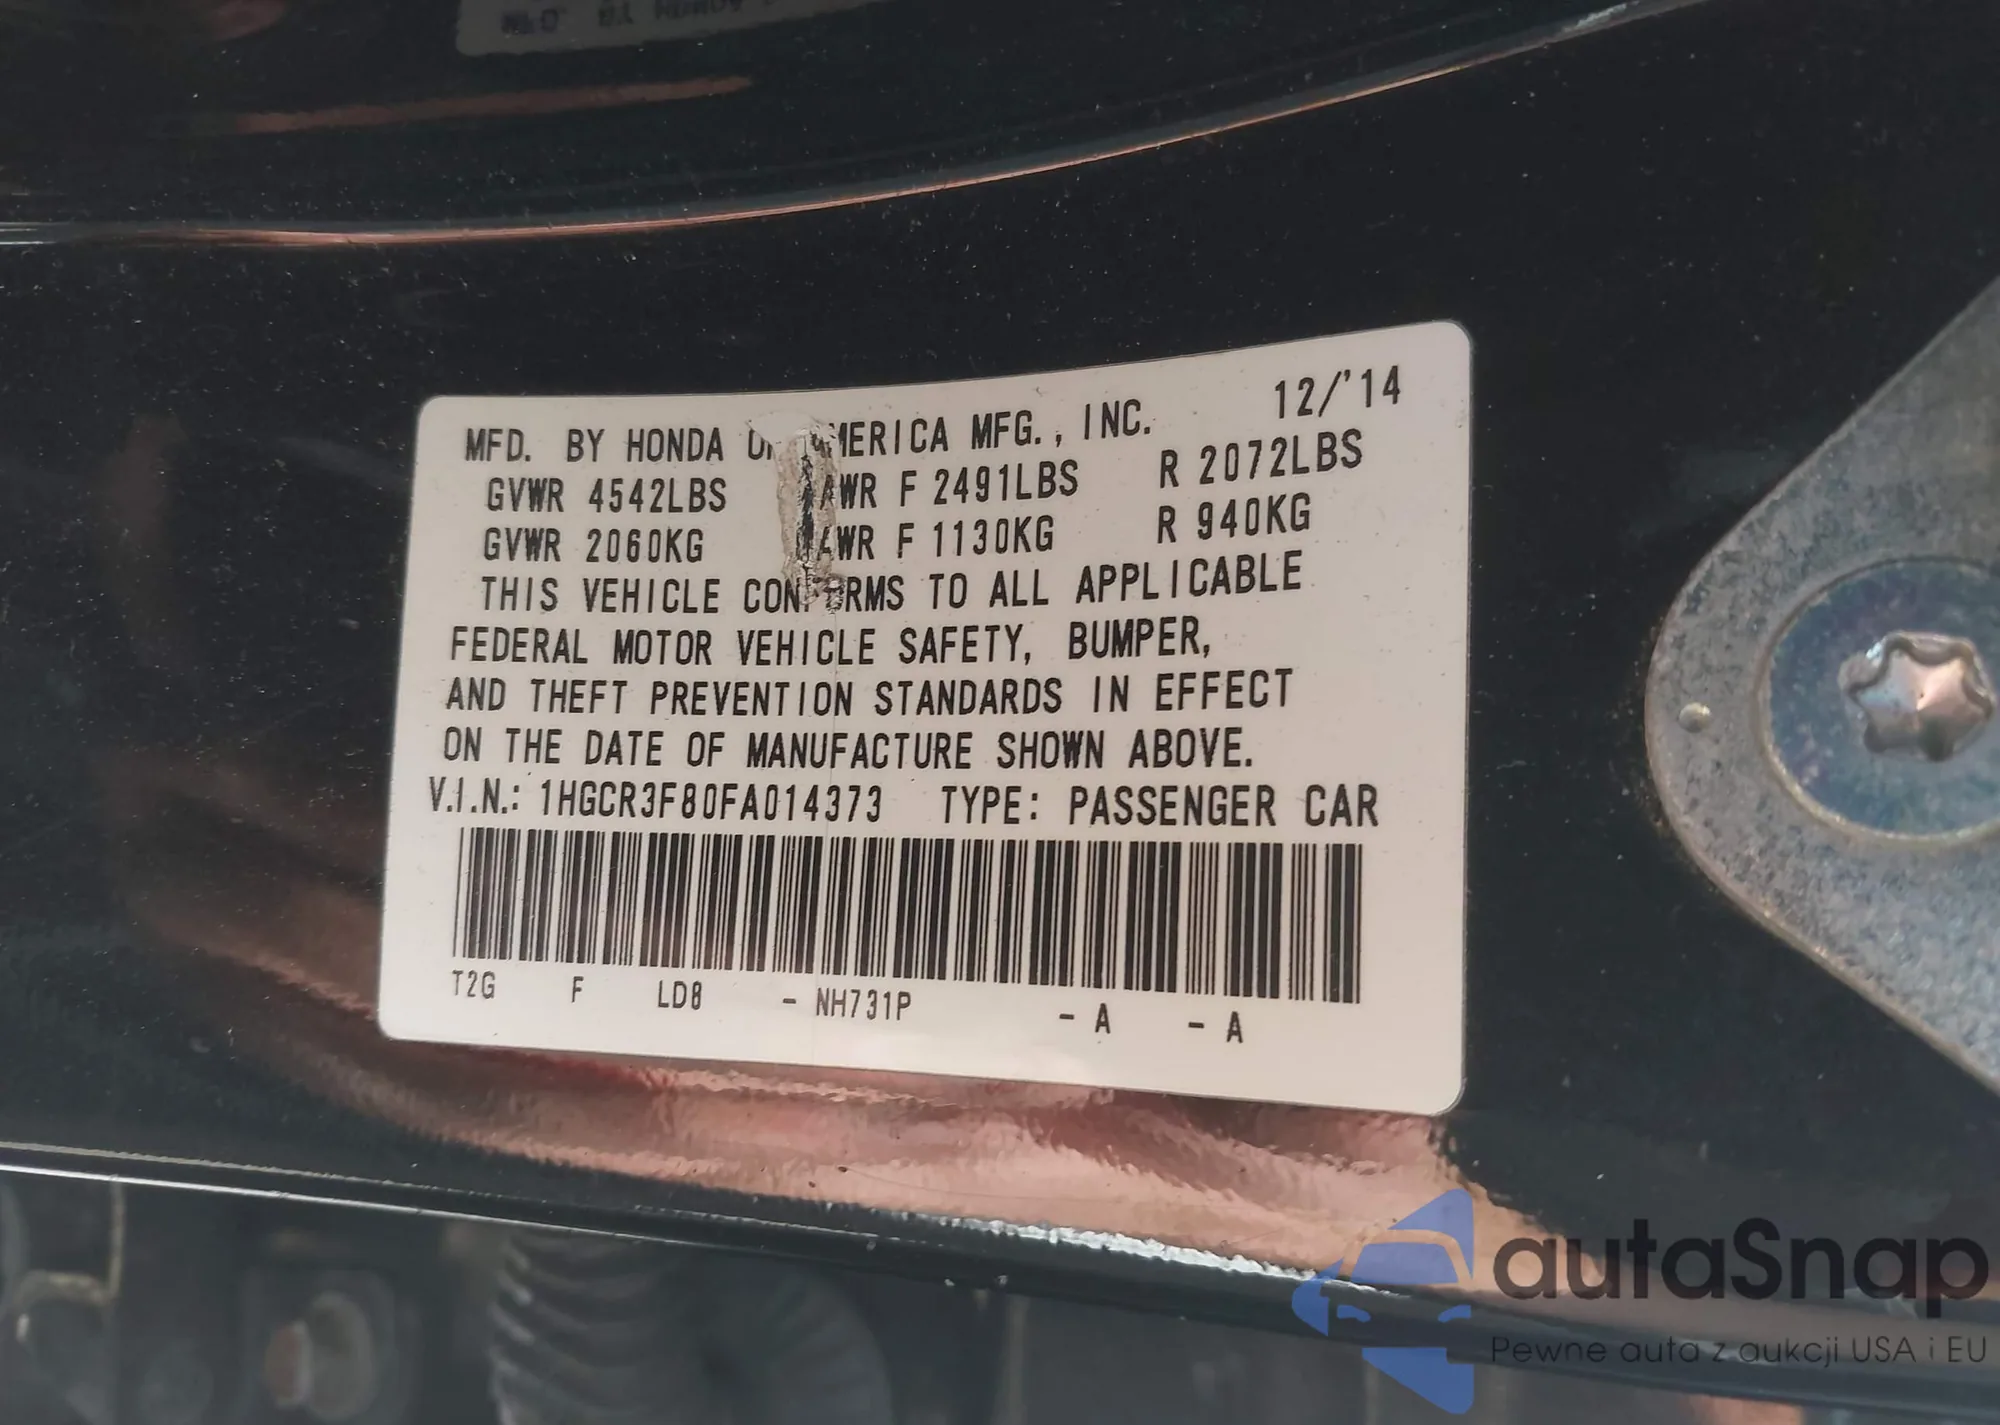 MFD. BY HONDA OF AMERICA MFG., INC. 12/'14
GVWR 4542LBS GAWR F 2491LBS R 2072LBS
GVWR 2060KG GAWR F 1130KG R 940KG
THIS VEHICLE CONFORMS TO ALL APPLICABLE
FEDERAL MOTOR VEHICLE SAFETY, BUMPER,
AND THEFT PREVENTION STANDARDS IN EFFECT
ON THE DATE OF MANUFACTURE SHOWN ABOVE.
V.I.N.: 1HGCR3F80FA014373 TYPE: PASSENGER CAR
T2G F LD8 - NH731P - A - A
autaSnap
Pewne auta z aukcji USA i EU